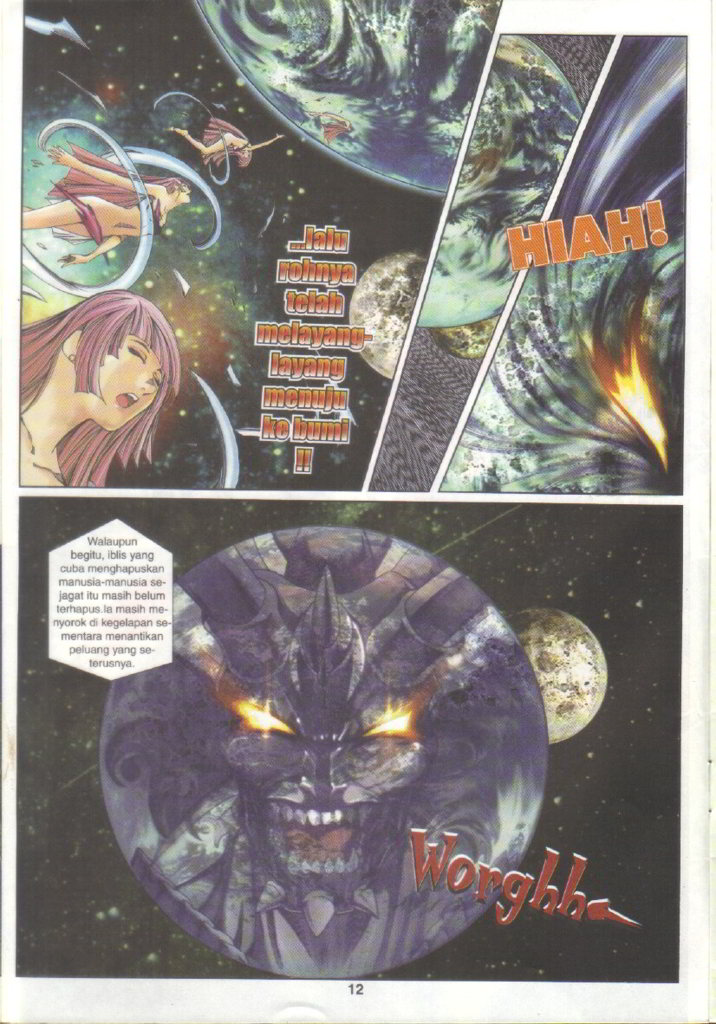 ...lalu
rohnya
telah
melayang-
layang
menuju
ke bumi
!!
HIAH!
Walaupun
begitu, iblis yang
cuba menghapuskan
manusia-manusia se-
jagat itu masih belum
terhapus.Ia masih me-
nyorok di kegelapan se-
mentara menantikan
peluang yang se-
terusnya.
Worghh
12